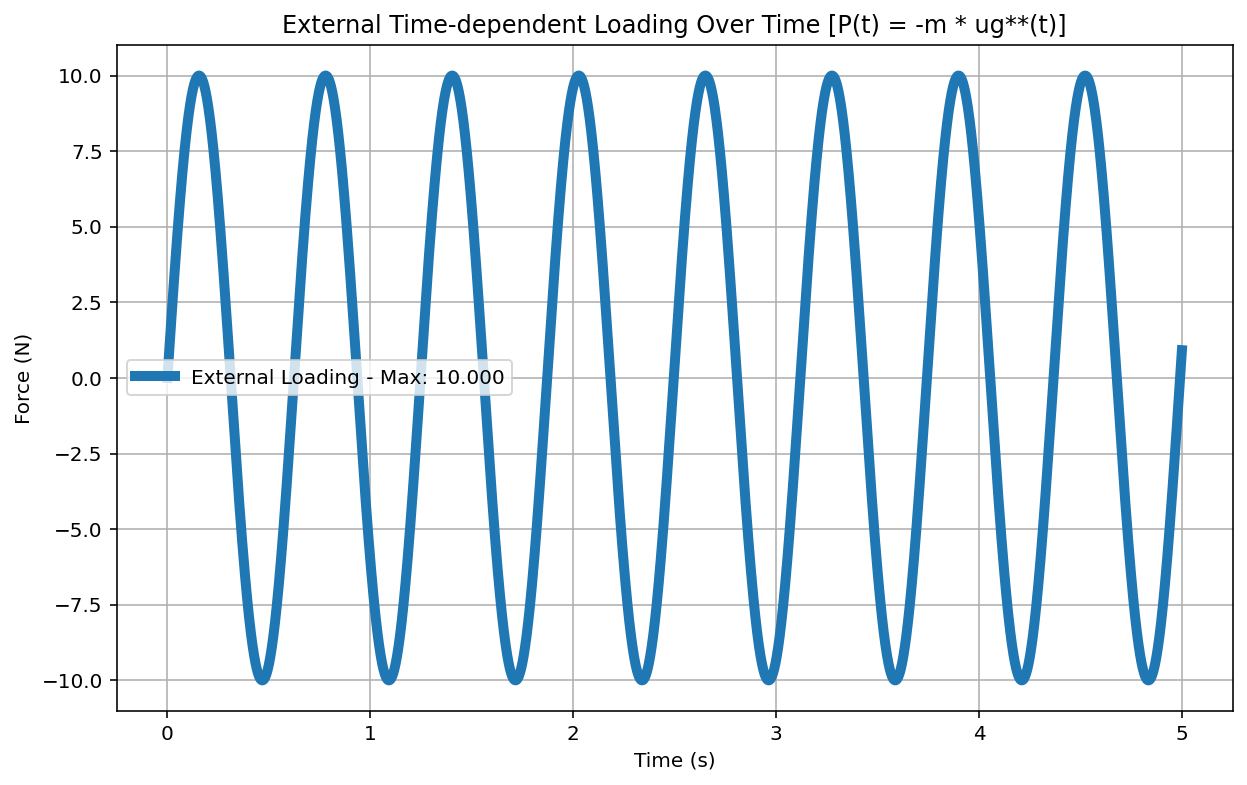 External Time-dependent Loading Over Time [P(t) = -m * ug**(t)]
Force (N)
10.0
7.5
5.0
2.5
0.0
−2.5
−5.0
−7.5
−10.0
External Loading - Max: 10.000
0 1 2 3 4 5
Time (s)